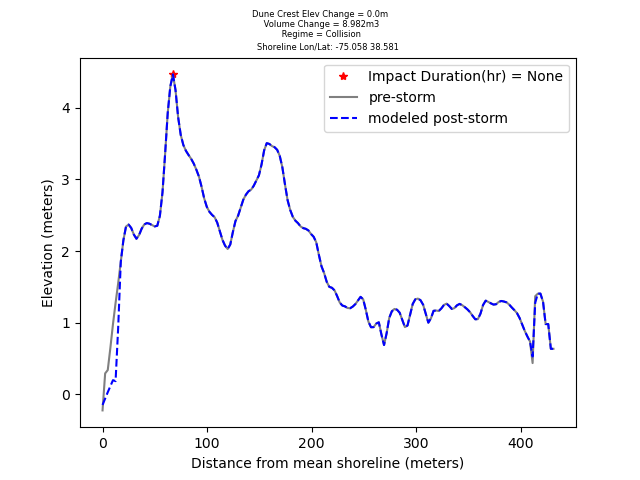 Dune Crest Elev Change = 0.0m
Volume Change = 8.982m3
Regime = Collision
Shoreline Lon/Lat: -75.058 38.581
Impact Duration(hr) = None
pre-storm
modeled post-storm
Elevation (meters)
4
3
2
1
0
0 100 200 300 400
Distance from mean shoreline (meters)